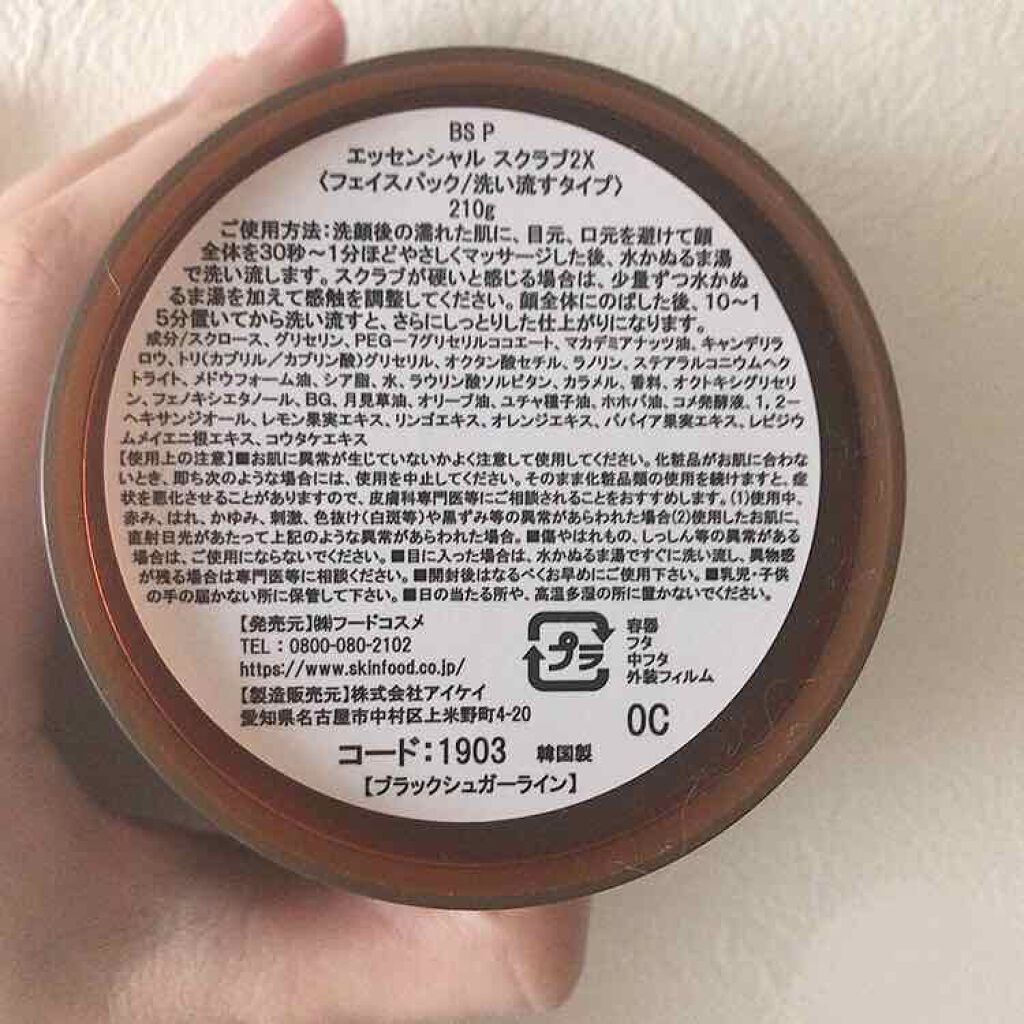 BS P
エッセンシャル スクラブ2X
〈フェイスパック/洗い流すタイプ〉
210g
ご使用方法:洗顔後の濡れた肌に、目元、口元を避けて顔
全体を30秒～1分ほどやさしくマッサージした後、水かぬるま湯
で洗い流します。スクラブが硬いと感じる場合は、少量ずつ水かぬ
るま湯を加えて感触を調整してください。顔全体にのばした後、10～1
5分置いてから洗い流すと、さらにしっとりした仕上がりになります。
成分/スクロース、グリセリン、PEG-7グリセリルココエート、マカデミアナッツ油、キャンデリラ
ロウ、トリ(カプリル/カプリン酸)グリセリル、オクタン酸セチル、ラノリン、ステアラルコニウムヘク
トライト、メドウフォーム油、シア脂、水、ラウリン酸ソルビタン、カラメル、香料、オクトキシグリセリ
ン、フェノキシエタノール、BG、月見草油、オリーブ油、ユチャ種子油、ホホバ油、コメ発酵液、1,2-
ヘキサンジオール、レモン果実エキス、リンゴエキス、オレンジエキス、パパイア果実エキス、レピジウ
ムメイエニ根エキス、コウタケエキス
【使用上の注意】■お肌に異常が生じていないかよく注意して使用してください。化粧品がお肌に合わな
いとき、即ち次のような場合には、使用を中止してください。そのまま化粧品類の使用を続けますと、症
状を悪化させることがありますので、皮膚科専門医等にご相談されることをおすすめします。(1)使用中、
赤み、はれ、かゆみ、刺激、色抜け(白斑等)や黒ずみ等の異常があらわれた場合(2)使用したお肌に、
直射日光があたって上記のような異常があらわれた場合。■傷やはれもの、しっしん等の異常がある
場合は、ご使用にならないでください。■目に入った場合は、水かぬるま湯ですぐに洗い流し、異物感
が残る場合は専門医等に相談ください。■開封後はなるべくお早めにご使用下さい。■乳児・子供
の手の届かない所に保管して下さい。■日の当たる所や、高温多湿の所に置かないでください。
【発売元】㈱フードコスメ
TEL:0800-080-2102
https://www.skinfood.co.jp/
【製造販売元】株式会社アイケイ
愛知県名古屋市中村区上米野町4-20
プラ
容器
フタ
中フタ
外装フィルム
OC
コード:1903 韓国製
【ブラックシュガーライン】